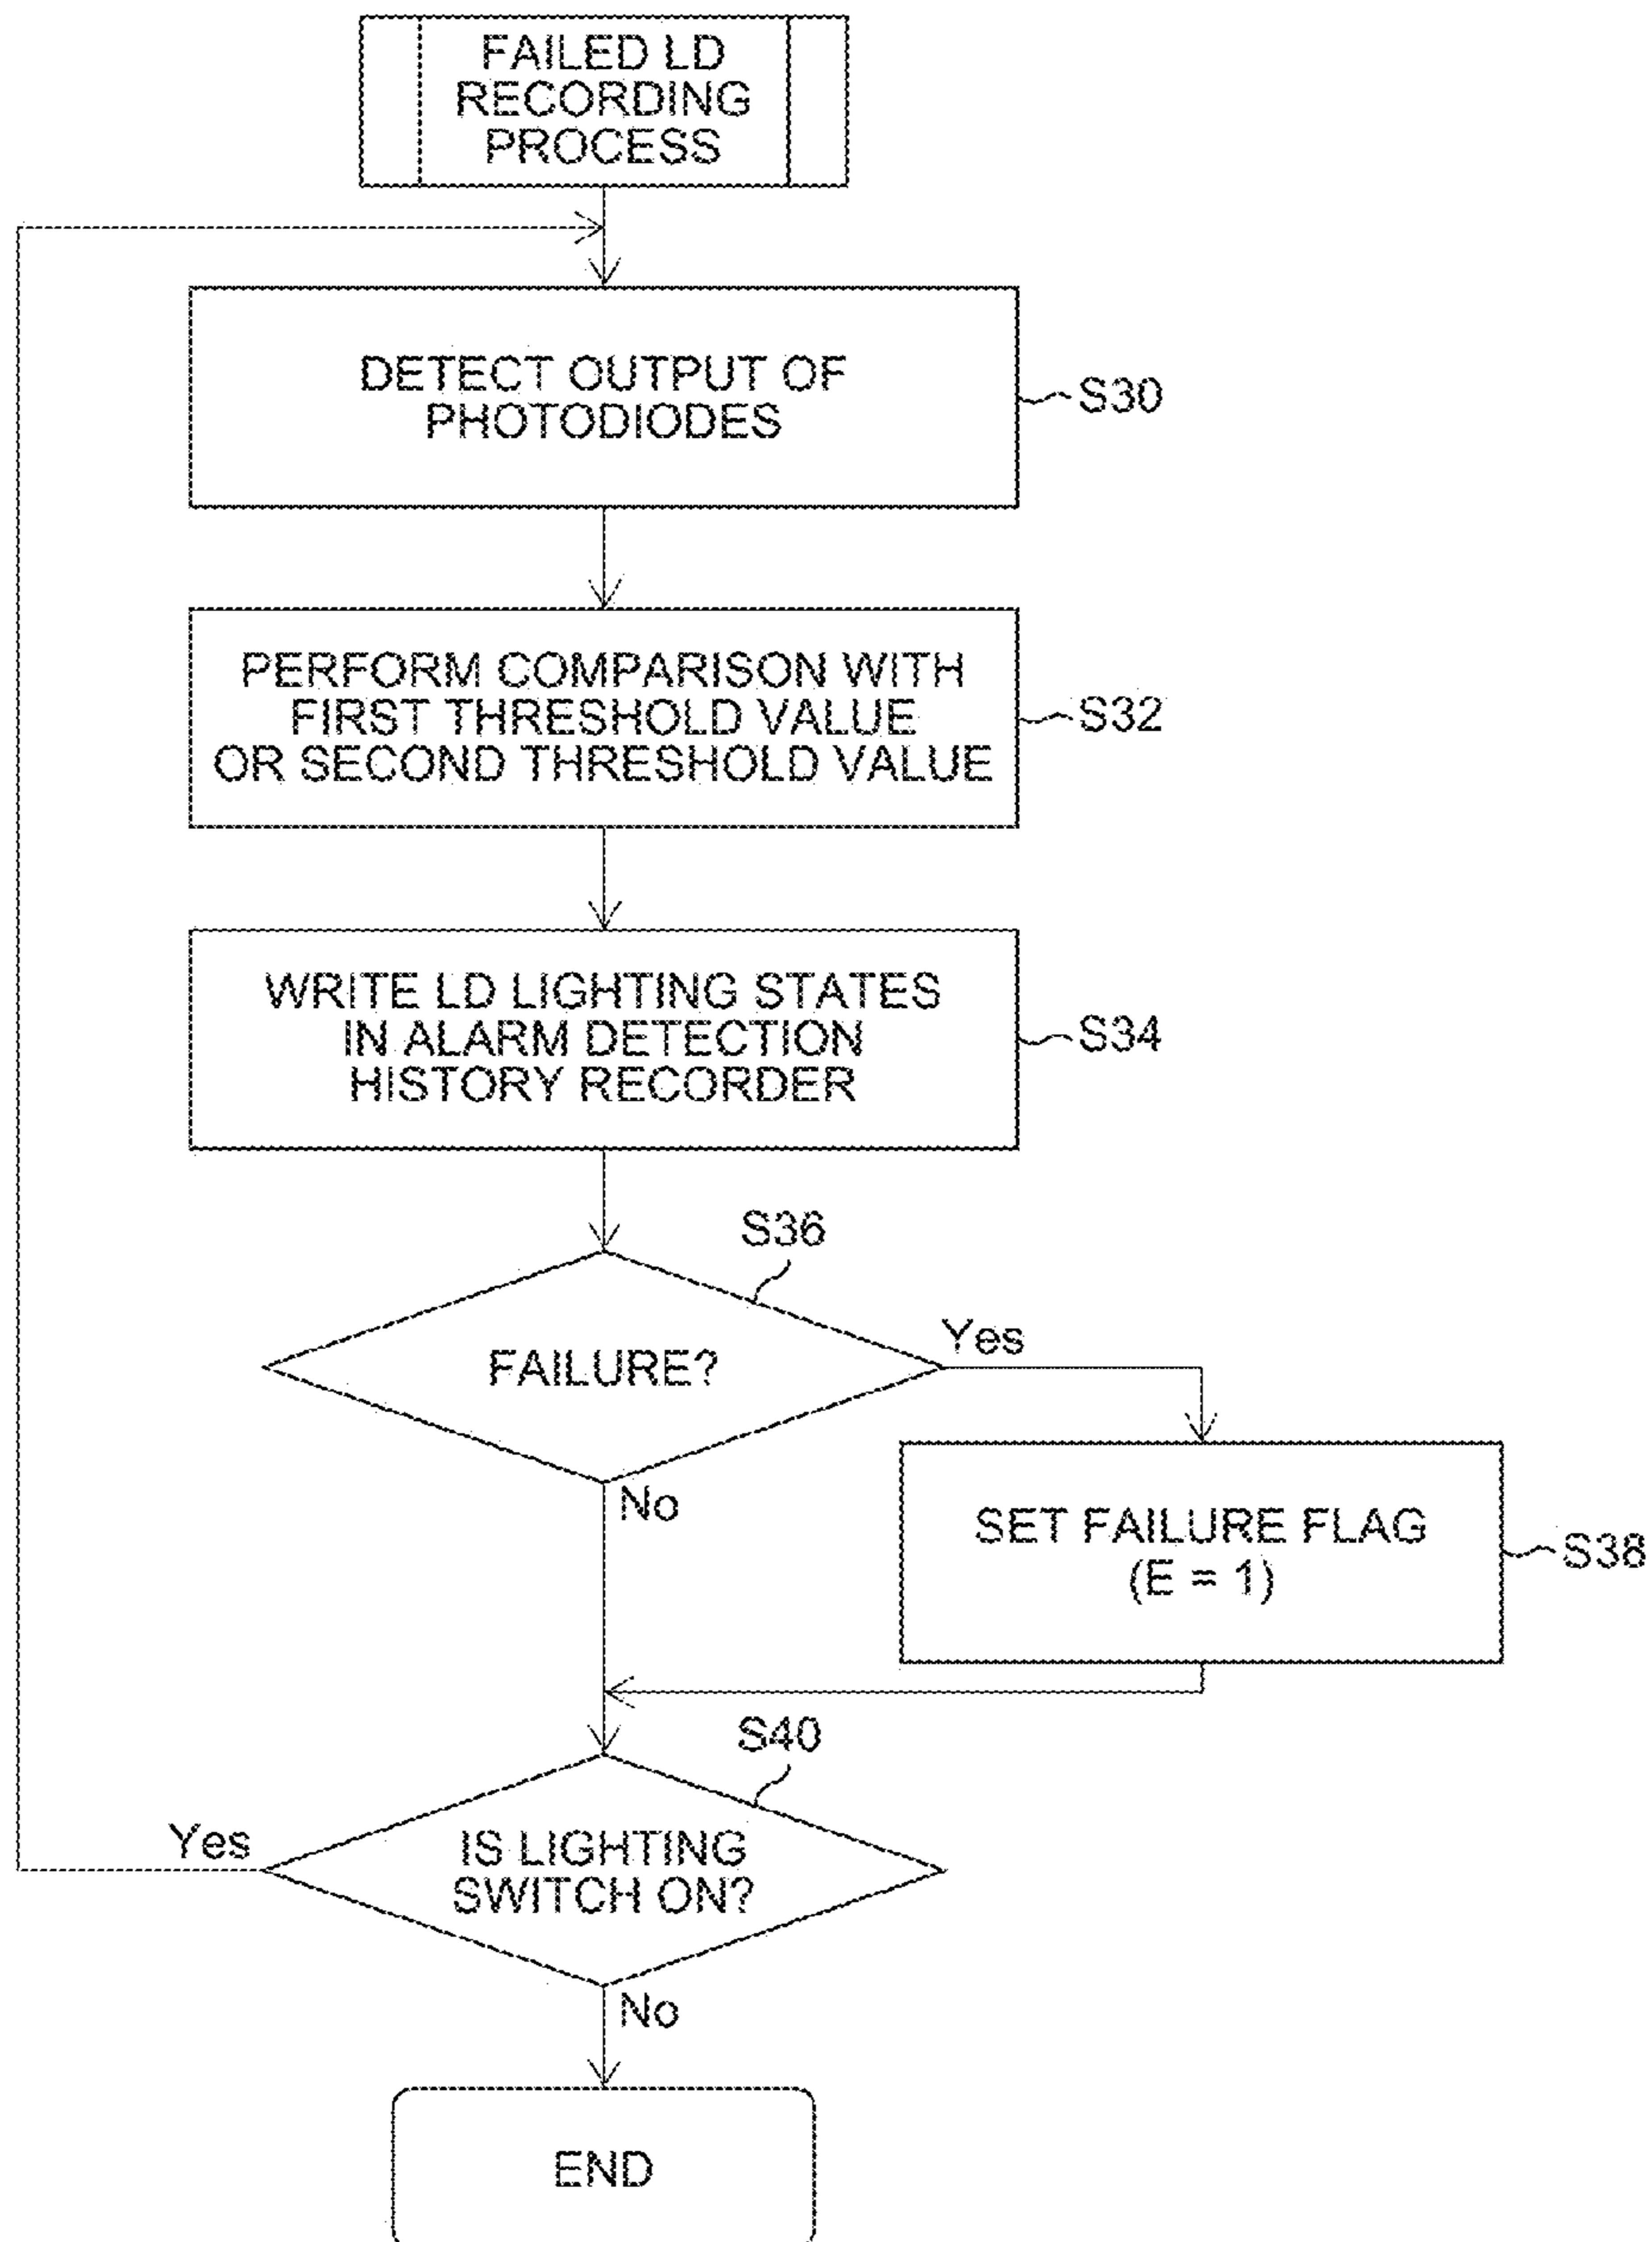 FAILED LD
RECORDING
PROCESS
DETECT OUTPUT OF
PHOTODIODES
S30
PERFORM COMPARISON WITH
FIRST THRESHOLD VALUE
OR SECOND THRESHOLD VALUE
S32
WRITE LD LIGHTING STATES
IN ALARM DETECTION
HISTORY RECORDER
S34
S36
FAILURE?
Yes
No
SET FAILURE FLAG
(E = 1)
S38
S40
IS LIGHTING
SWITCH ON?
Yes
No
END